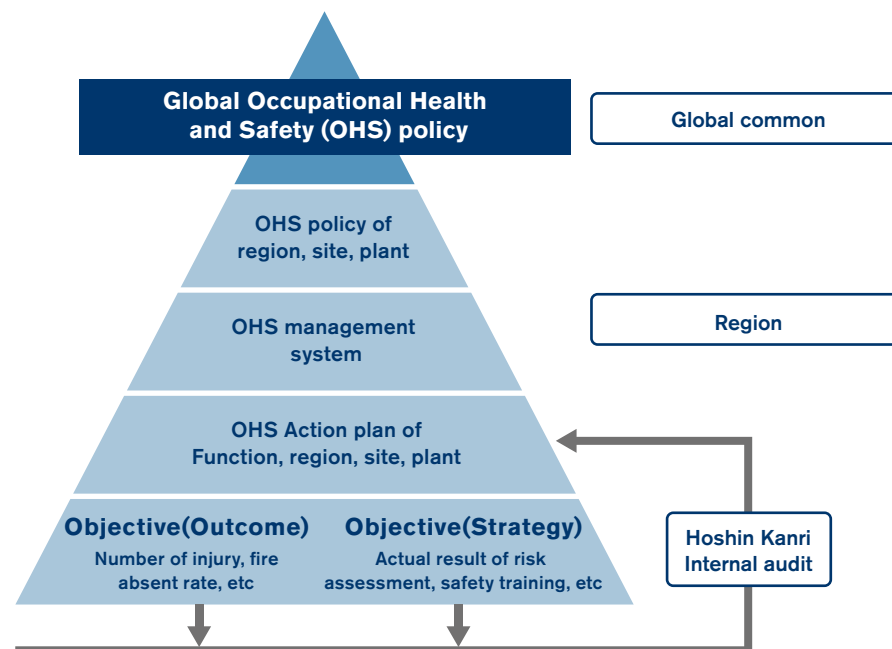 Global Occupational Health
and Safety (OHS) policy
Global common
OHS policy of
region, site, plant
OHS management
system
Region
OHS Action plan of
Function, region, site, plant
Objective(Outcome)
Number of injury, fire
absent rate, etc
Objective(Strategy)
Actual result of risk
assessment, safety training, etc
Hoshin Kanri
Internal audit